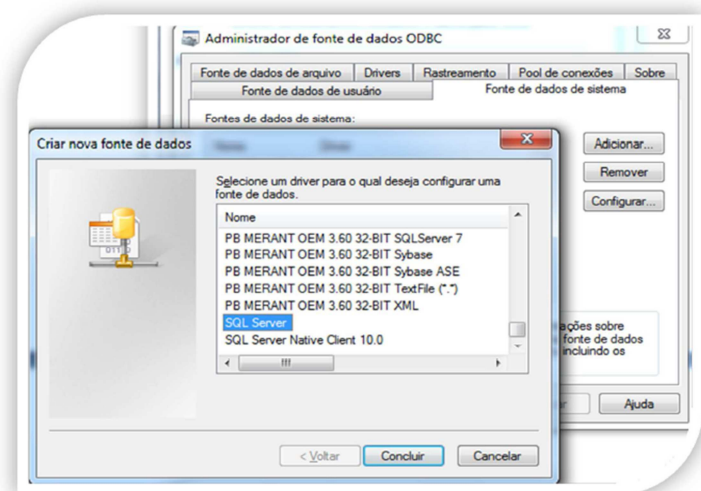 Administrador de fonte de dados ODBC
Fonte de dados de arquivo Drivers Rastreamento Pool de conexões Sobre
Fonte de dados de usuário Fonte de dados de sistema
Fontes de dados de sistema:
Adicionar...
Remover
Configurar...
ações sobre
fonte de dados
incluindo os
Ajuda
Criar nova fonte de dados
Selecione um driver para o qual deseja configurar uma
fonte de dados.
Nome
PB MERANT OEM 3.60 32-BIT SQLServer 7
PB MERANT OEM 3.60 32-BIT Sybase
PB MERANT OEM 3.60 32-BIT Sybase ASE
PB MERANT OEM 3.60 32-BIT TextFile (*.*)
PB MERANT OEM 3.60 32-BIT XML
SQL Server
SQL Server Native Client 10.0
< Voltar Concluir Cancelar